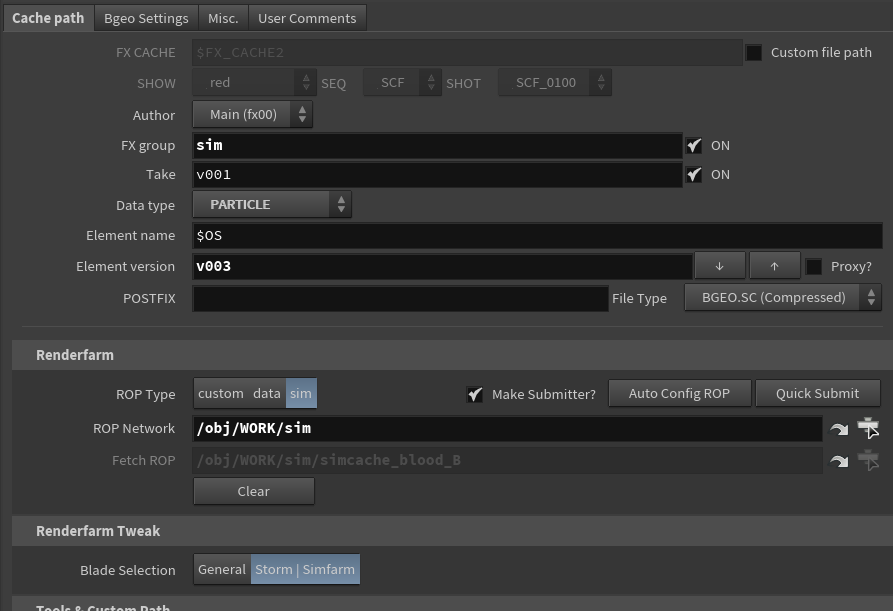 Cache path Bgeo Settings Misc. User Comments
FX CACHE $FX_CACHE2 Custom file path
SHOW red SEQ SCF SHOT SCF_0100
Author Main (fx00)
FX group sim ON
Take v001 ON
Data type PARTICLE
Element name $OS
Element version v003 ↓ ↑ Proxy?
POSTFIX File Type BGEO.SC (Compressed)
Renderfarm
ROP Type custom data sim Make Submitter? Auto Config ROP Quick Submit
ROP Network /obj/WORK/sim
Fetch ROP /obj/WORK/sim/simcache_blood_B
Clear
Renderfarm Tweak
Blade Selection General Storm | Simfarm
Tools & Custom Path